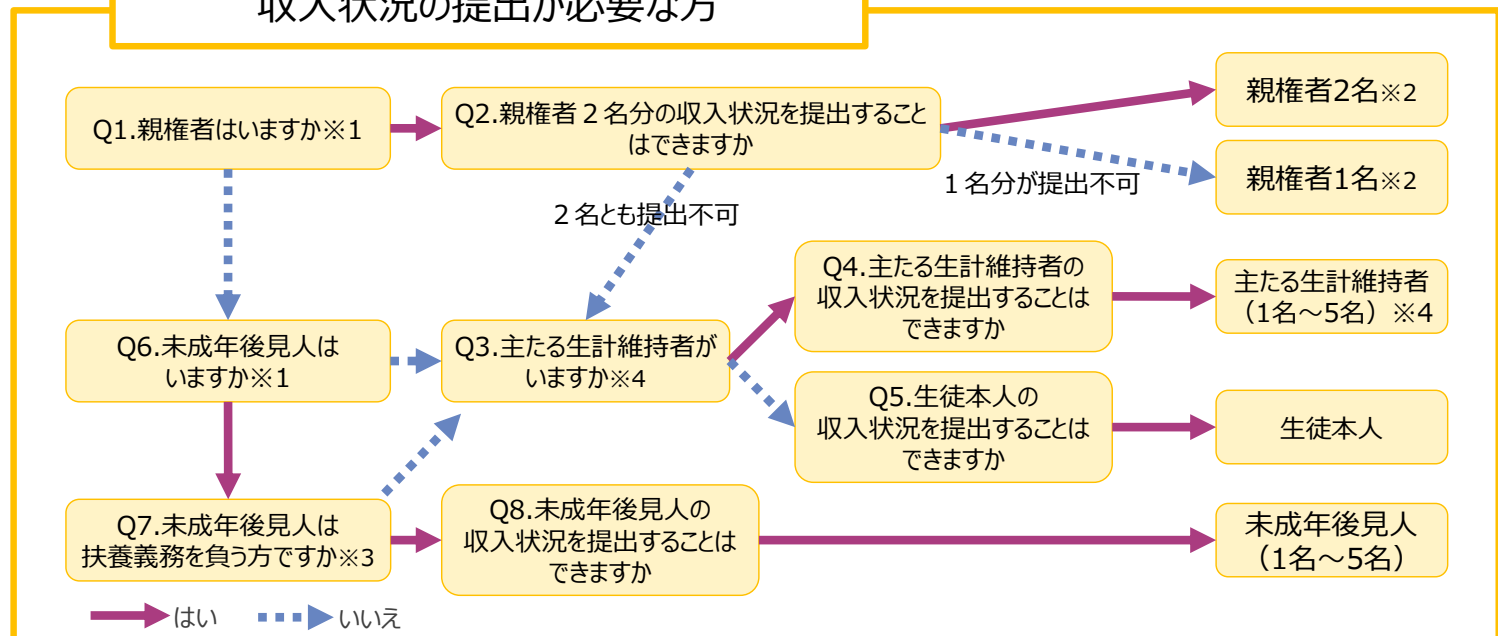 収入状況の提出が必要な方
Q1.親権者はいますか※1
Q2.親権者２名分の収入状況を提出すること
はできますか
親権者2名※2
１名分が提出不可
親権者1名※2
２名とも提出不可
Q6.未成年後見人は
いますか※1
Q3.主たる生計維持者が
いますか※4
Q4.主たる生計維持者の
収入状況を提出することは
できますか
主たる生計維持者
（1名～5名）※4
Q5.生徒本人の
収入状況を提出することは
できますか
生徒本人
Q7.未成年後見人は
扶養義務を負う方ですか※3
Q8.未成年後見人の
収入状況を提出することは
できますか
未成年後見人
（1名～5名）
はい
いいえ